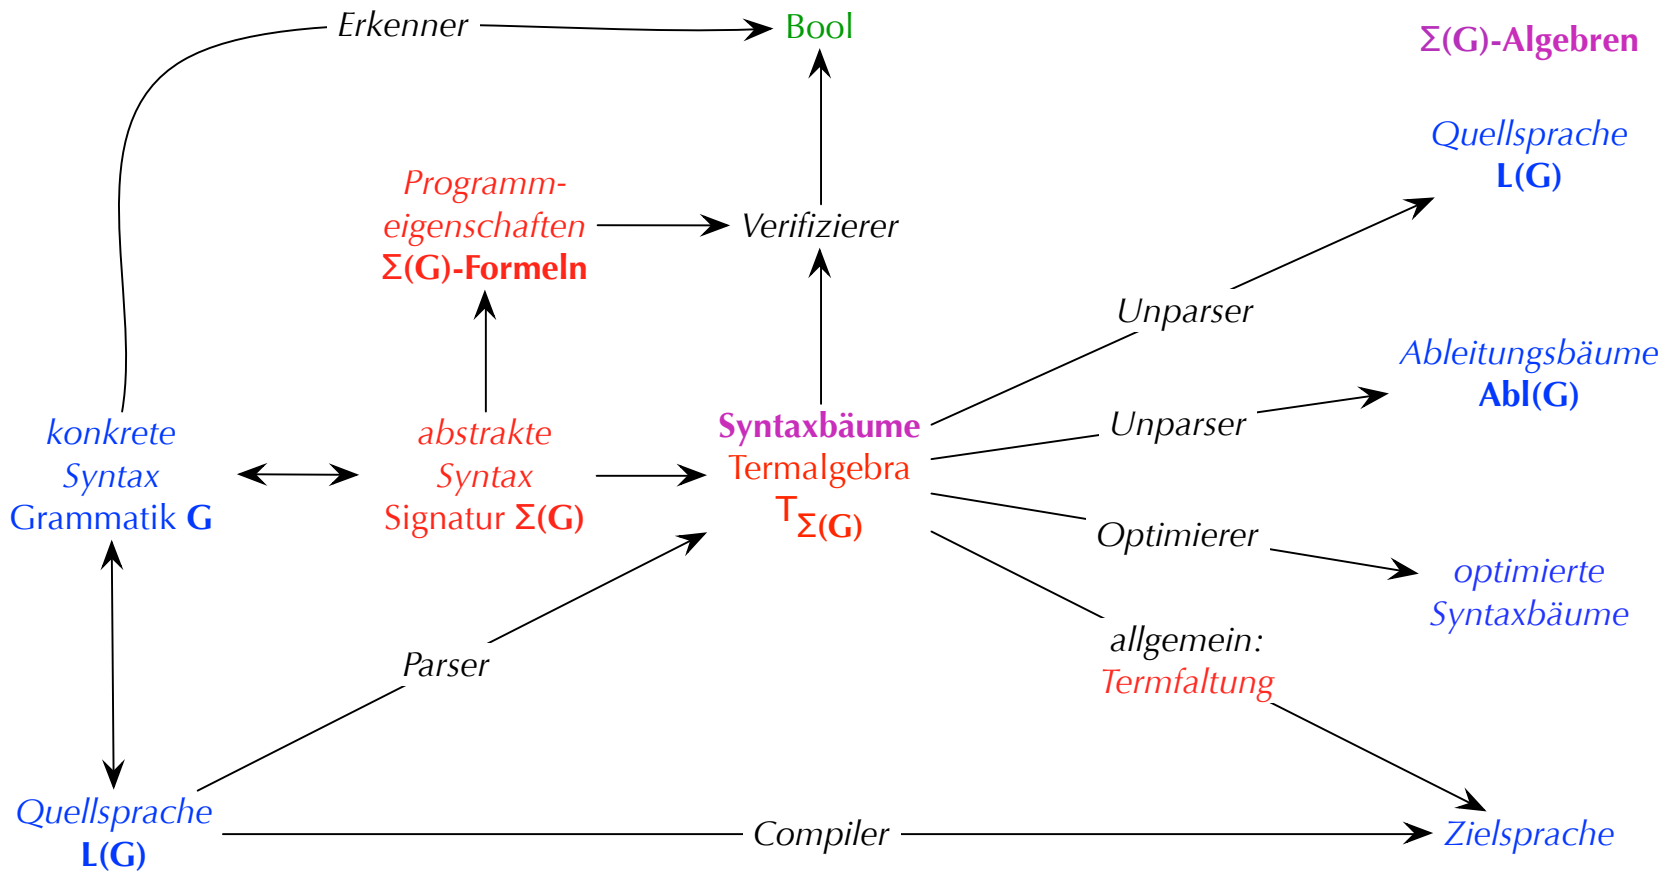 Erkenner
Bool
Σ(G)-Algebren
Quellsprache
L(G)
Programm-
eigenschaften
Σ(G)-Formeln
Verifizierer
Unparser
Ableitungsbäume
Abl(G)
Unparser
konkrete
Syntax
Grammatik G
abstrakte
Syntax
Signatur Σ(G)
Syntaxbäume
Termalgebra
TΣ(G)
Optimierer
optimierte
Syntaxbäume
allgemein:
Termfaltung
Parser
Quellsprache
L(G)
Compiler
Zielsprache